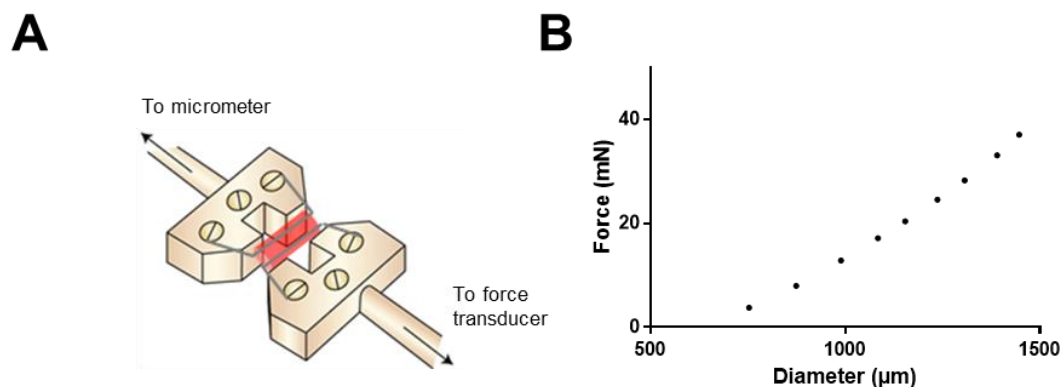 A
B
To micrometer
To force
transducer
Force (mN)
40
20
0
500
1000
1500
Diameter (µm)